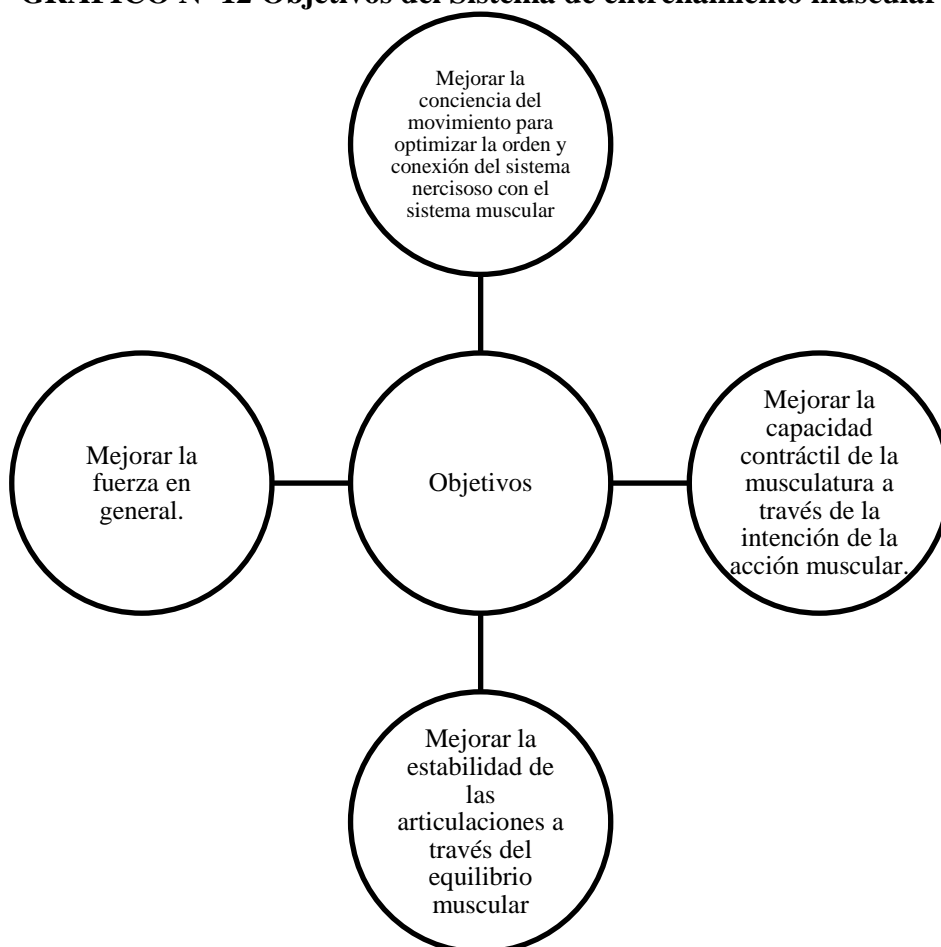 GRÁFICO Nº 12 Objetivos del Sistema de entrenamiento muscular
Mejorar la
conciencia del
movimiento para
optimizar la orden y
conexión del sistema
nercisoso con el
sistema muscular
Mejorar la
fuerza en
general.
Objetivos
Mejorar la
capacidad
contráctil de la
musculatura a
través de la
intención de la
acción muscular.
Mejorar la
estabilidad de
las
articulaciones a
través del
equilibrio
muscular